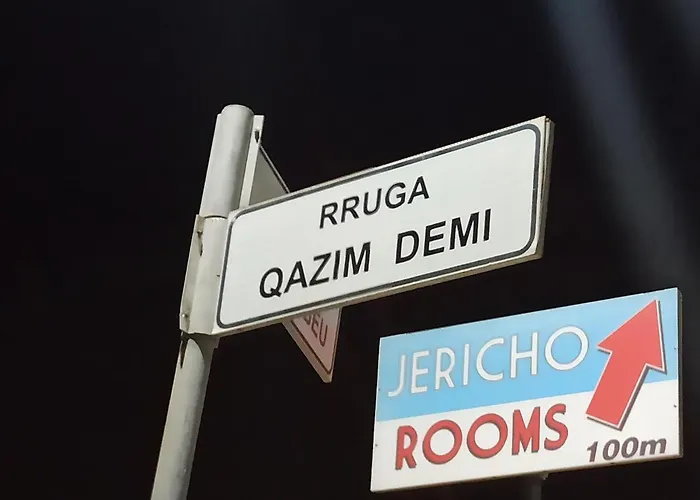 RRUGA
QAZIM DEMI
JERICHO
ROOMS
100m